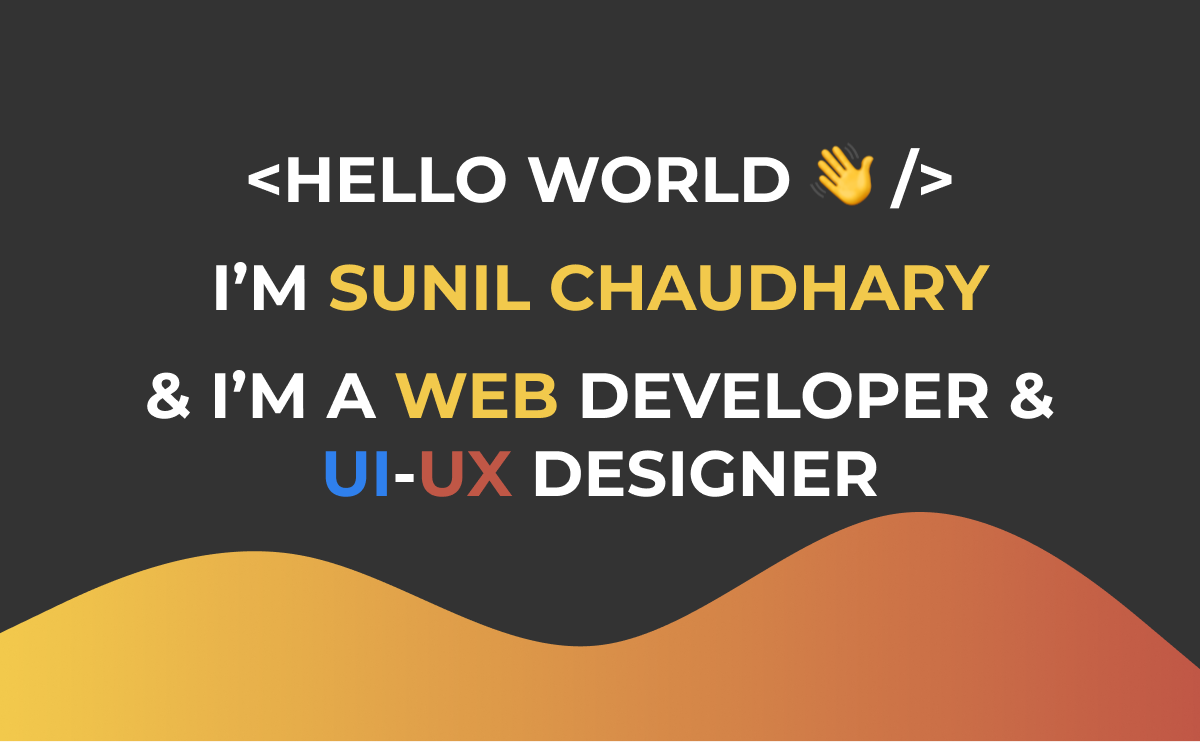 <HELLO WORLD 👋 />
I’M SUNIL CHAUDHARY
& I’M A WEB DEVELOPER &
UI-UX DESIGNER